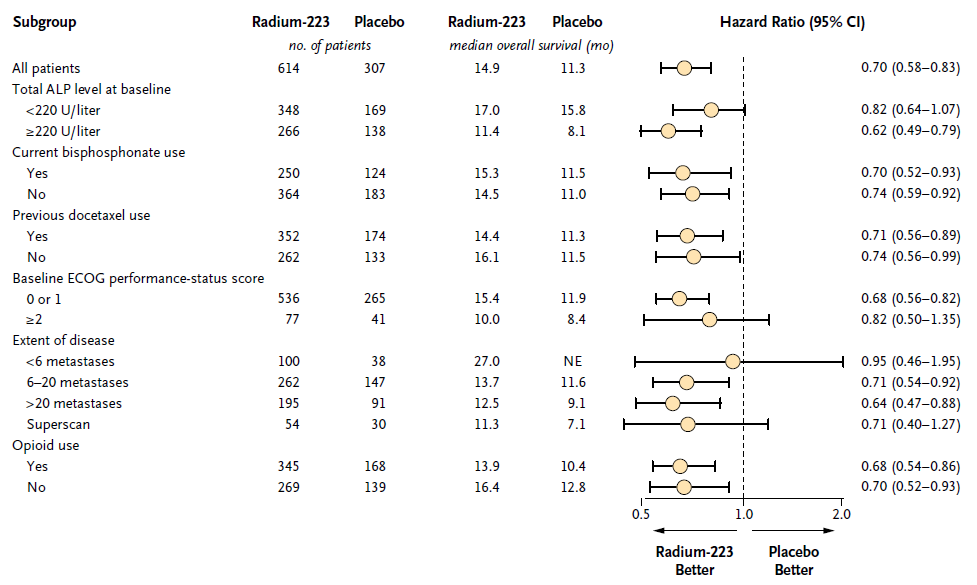 Subgroup Radium-223 Placebo Radium-223 Placebo Hazard Ratio (95% CI)
no. of patients median overall survival (mo)
All patients 614 307 14.9 11.3 0.70 (0.58–0.83)
Total ALP level at baseline
<220 U/liter 348 169 17.0 15.8 0.82 (0.64–1.07)
≥220 U/liter 266 138 11.4 8.1 0.62 (0.49–0.79)
Current bisphosphonate use
Yes 250 124 15.3 11.5 0.70 (0.52–0.93)
No 364 183 14.5 11.0 0.74 (0.59–0.92)
Previous docetaxel use
Yes 352 174 14.4 11.3 0.71 (0.56–0.89)
No 262 133 16.1 11.5 0.74 (0.56–0.99)
Baseline ECOG performance-status score
0 or 1 536 265 15.4 11.9 0.68 (0.56–0.82)
≥2 77 41 10.0 8.4 0.82 (0.50–1.35)
Extent of disease
<6 metastases 100 38 27.0 NE 0.95 (0.46–1.95)
6–20 metastases 262 147 13.7 11.6 0.71 (0.54–0.92)
>20 metastases 195 91 12.5 9.1 0.64 (0.47–0.88)
Superscan 54 30 11.3 7.1 0.71 (0.40–1.27)
Opioid use
Yes 345 168 13.9 10.4 0.68 (0.54–0.86)
No 269 139 16.4 12.8 0.70 (0.52–0.93)
0.5 1.0 2.0
Radium-223 Placebo
Better Better